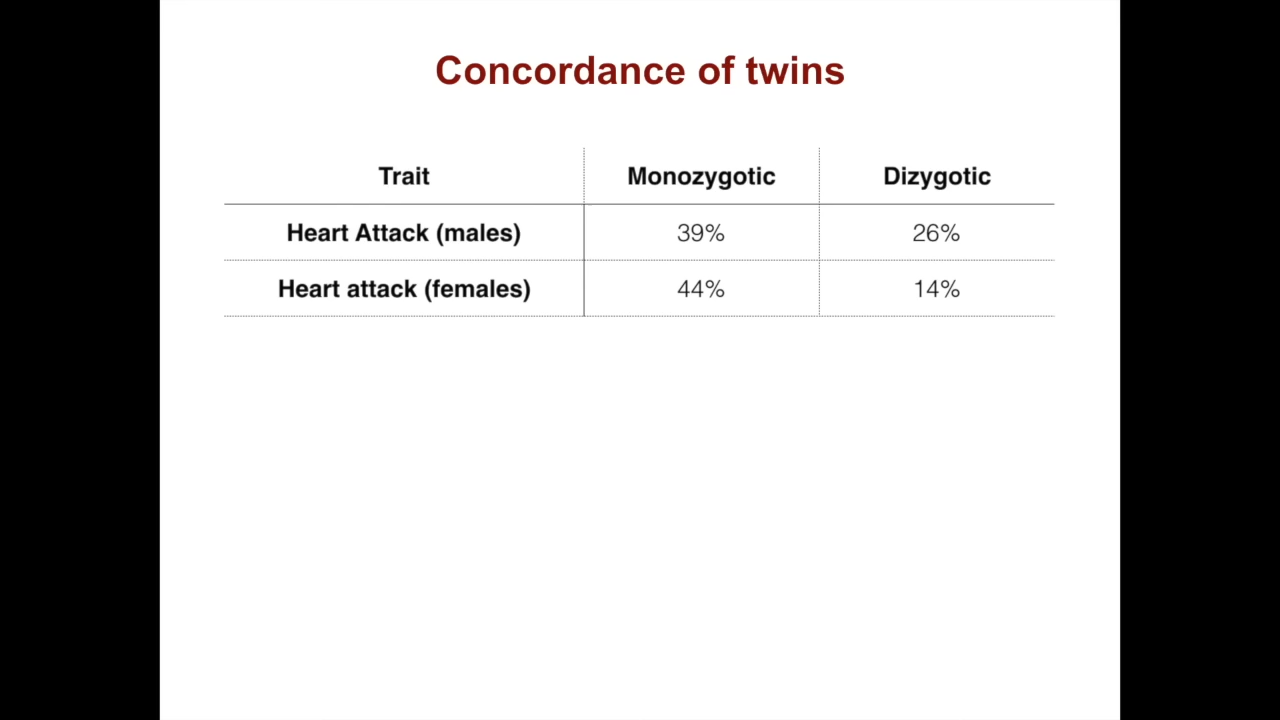 Concordance of twins
Trait Monozygotic Dizygotic
Heart Attack (males) 39% 26%
Heart attack (females) 44% 14%